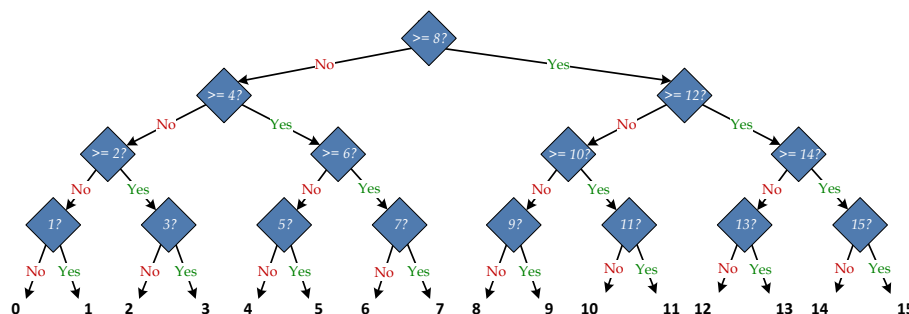 >= 8?
No Yes
>= 4? >= 12?
No Yes No Yes
>= 2? >= 6? >= 10? >= 14?
No Yes No Yes No Yes No Yes
1? 3? 5? 7? 9? 11? 13? 15?
No Yes No Yes No Yes No Yes No Yes No Yes No Yes No Yes
0 1 2 3 4 5 6 7 8 9 10 11 12 13 14 15